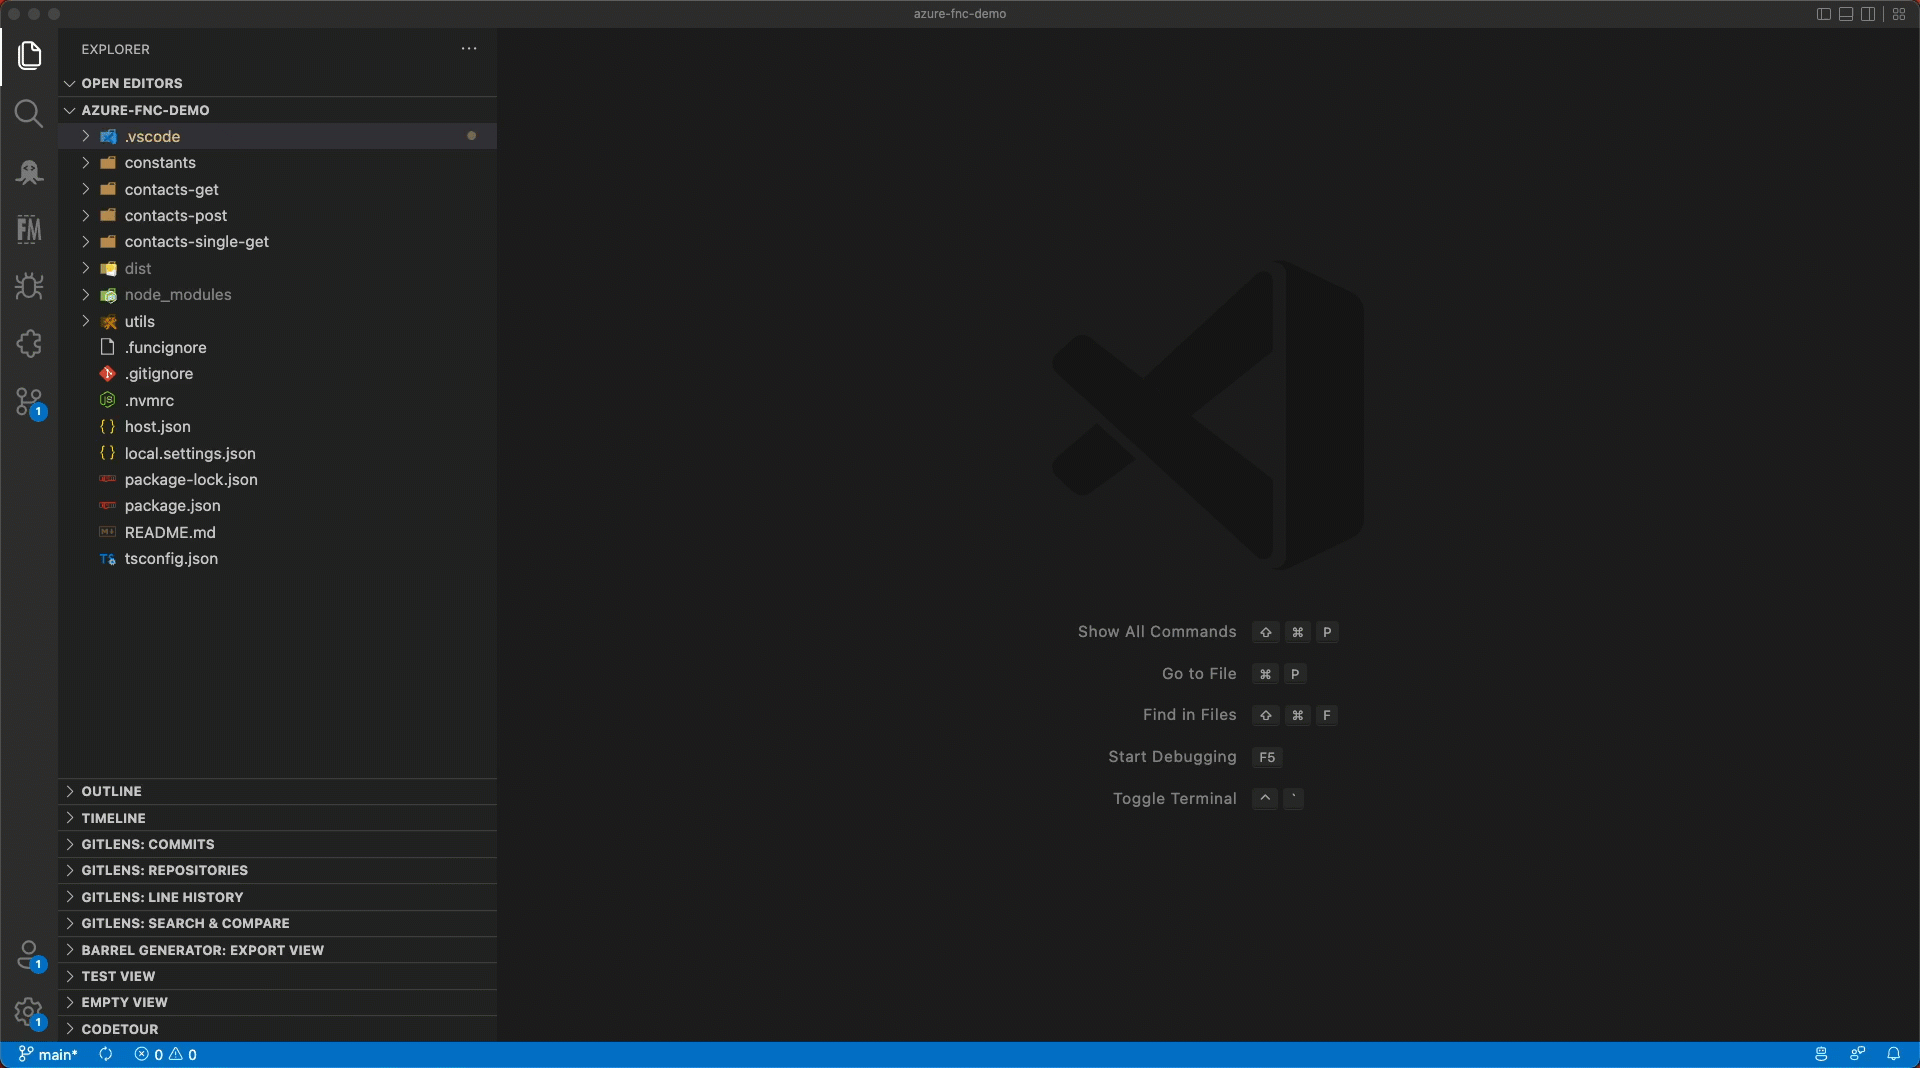 azure-fnc-demo
EXPLORER
OPEN EDITORS
AZURE-FNC-DEMO
.vscode
constants
contacts-get
contacts-post
contacts-single-get
dist
node_modules
utils
.funcignore
.gitignore
.nvmrc
host.json
local.settings.json
package-lock.json
package.json
README.md
tsconfig.json
OUTLINE
TIMELINE
GITLENS: COMMITS
GITLENS: REPOSITORIES
GITLENS: LINE HISTORY
GITLENS: SEARCH & COMPARE
BARREL GENERATOR: EXPORT VIEW
TEST VIEW
EMPTY VIEW
CODETOUR
FM
1
1
1
Show All Commands ⇧ ⌘ P
Go to File ⌘ P
Find in Files ⇧ ⌘ F
Start Debugging F5
Toggle Terminal ^ `
main* 0 0